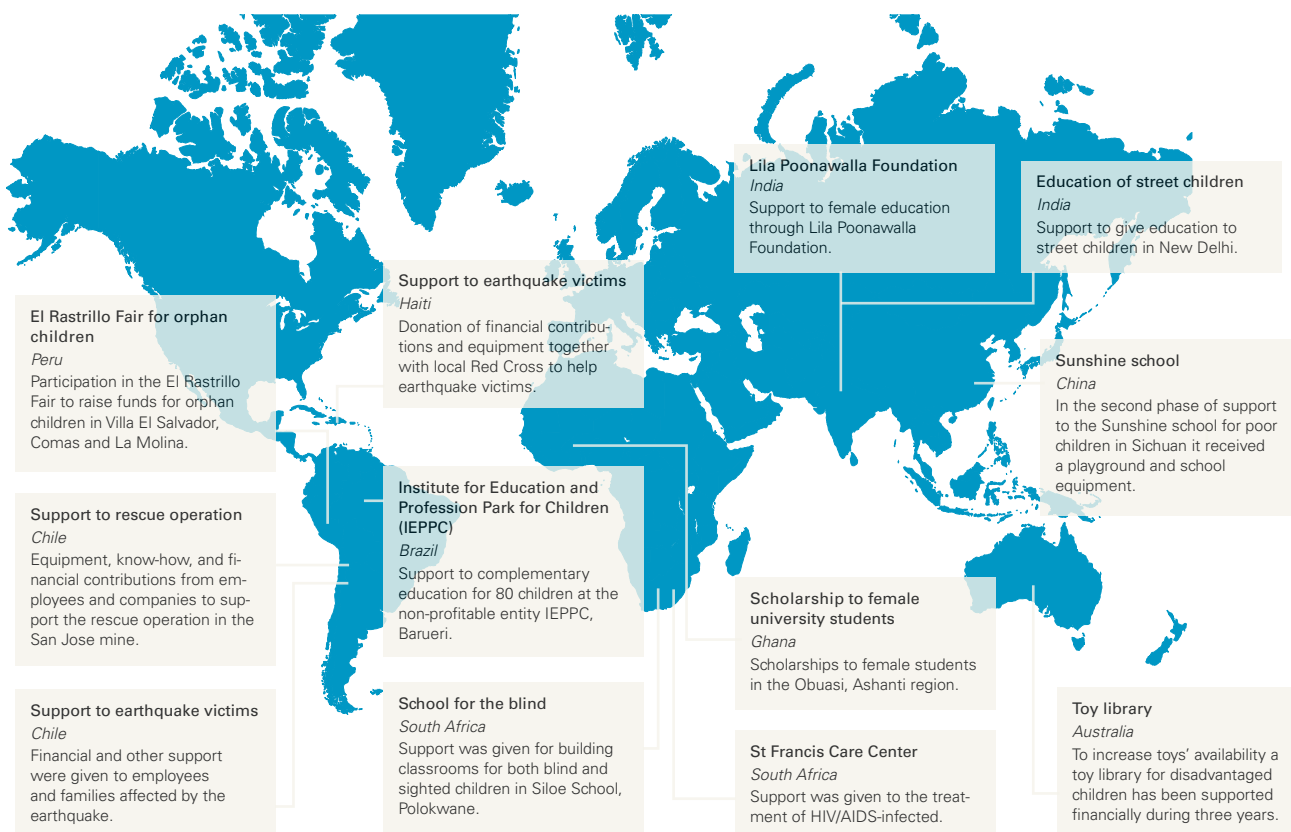 Lila Poonawalla Foundation
India
Support to female education
through Lila Poonawalla
Foundation.
Education of street children
India
Support to give education to
street children in New Delhi.
Support to earthquake victims
Haiti
Donation of financial contribu-
tions and equipment together
with local Red Cross to help
earthquake victims.
El Rastrillo Fair for orphan
children
Peru
Participation in the El Rastrillo
Fair to raise funds for orphan
children in Villa El Salvador,
Comas and La Molina.
Sunshine school
China
In the second phase of support
to the Sunshine school for poor
children in Sichuan it received
a playground and school
equipment.
Institute for Education and
Profession Park for Children
(IEPPC)
Brazil
Support to complementary
education for 80 children at the
non-profitable entity IEPPC,
Barueri.
Support to rescue operation
Chile
Equipment, know-how, and fi-
nancial contributions from em-
ployees and companies to sup-
port the rescue operation in the
San Jose mine.
Scholarship to female
university students
Ghana
Scholarships to female students
in the Obuasi, Ashanti region.
Support to earthquake victims
Chile
Financial and other support
were given to employees
and families affected by the
earthquake.
School for the blind
South Africa
Support was given for building
classrooms for both blind and
sighted children in Siloe School,
Polokwane.
St Francis Care Center
South Africa
Support was given to the treat-
ment of HIV/AIDS-infected.
Toy library
Australia
To increase toys' availability a
toy library for disadvantaged
children has been supported
financially during three years.